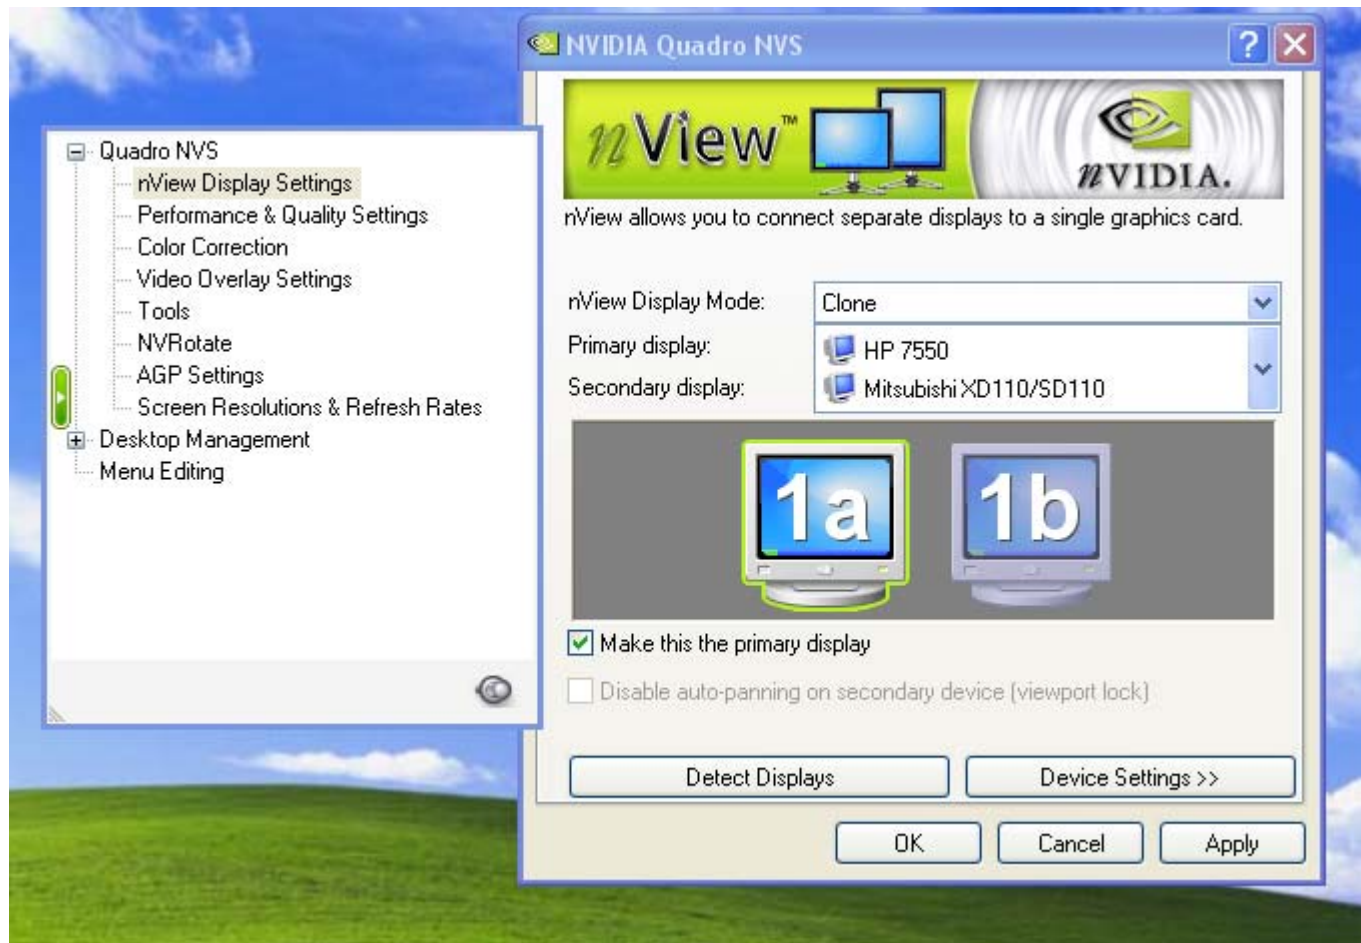 NVIDIA Quadro NVS
nView™
nVIDIA.
nView allows you to connect separate displays to a single graphics card.
Quadro NVS
nView Display Settings
Performance & Quality Settings
Color Correction
Video Overlay Settings
Tools
NVRotate
AGP Settings
Screen Resolutions & Refresh Rates
Desktop Management
Menu Editing
nView Display Mode: Clone
Primary display: HP 7550
Secondary display: Mitsubishi XD110/SD110
1a 1b
Make this the primary display
Disable auto-panning on secondary device (viewport lock)
Detect Displays Device Settings >>
OK Cancel Apply